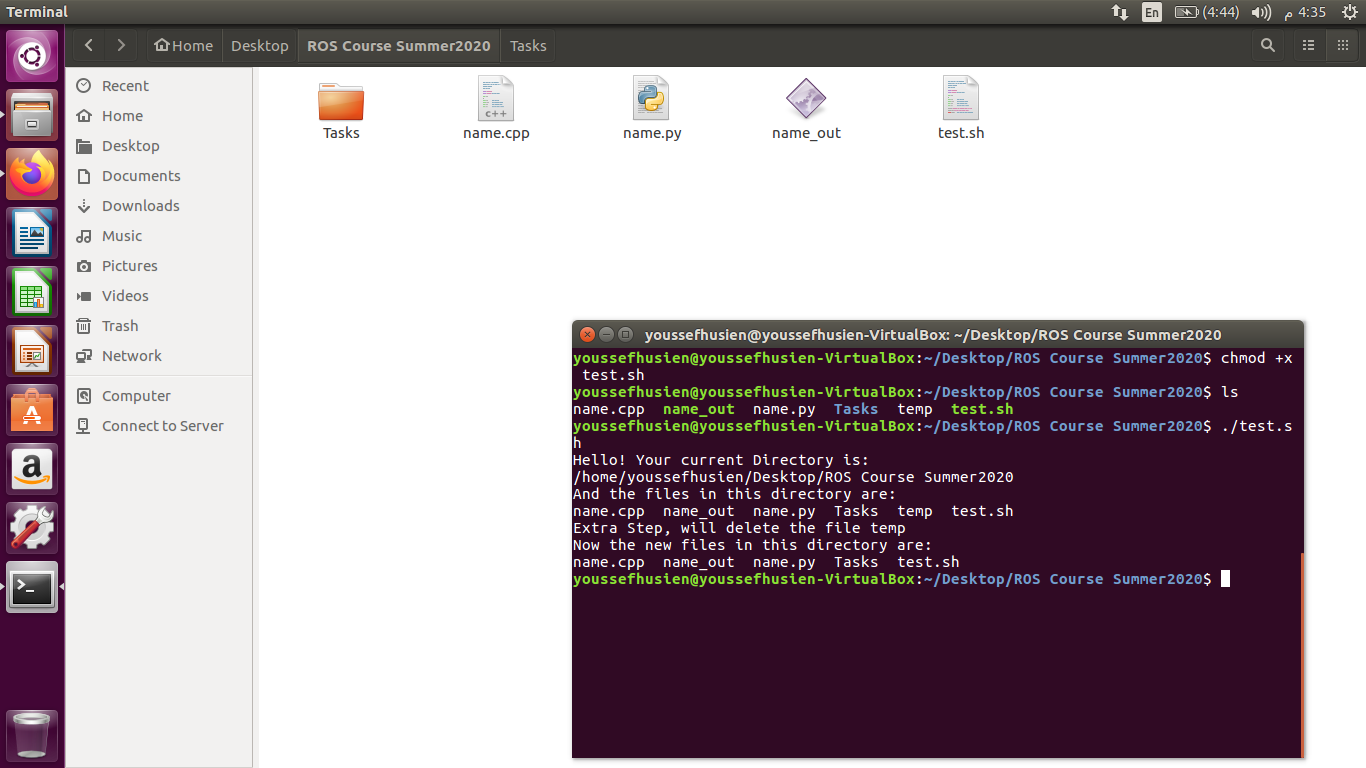 Terminal
En
(4:44)
4:35 م
Home
Desktop
ROS Course Summer2020
Tasks
Recent
Home
Desktop
Documents
Downloads
Music
Pictures
Videos
Trash
Network
Computer
Connect to Server
Tasks
c++
name.cpp
name.py
name_out
test.sh
A
a
youssefhusien@youssefhusien-VirtualBox: ~/Desktop/ROS Course Summer2020
youssefhusien@youssefhusien-VirtualBox:~/Desktop/ROS Course Summer2020$ chmod +x
 test.sh
youssefhusien@youssefhusien-VirtualBox:~/Desktop/ROS Course Summer2020$ ls
name.cpp  name_out  name.py  Tasks  temp  test.sh
youssefhusien@youssefhusien-VirtualBox:~/Desktop/ROS Course Summer2020$ ./test.s
h
Hello! Your current Directory is:
/home/youssefhusien/Desktop/ROS Course Summer2020
And the files in this directory are:
name.cpp  name_out  name.py  Tasks  temp  test.sh
Extra Step, will delete the file temp
Now the new files in this directory are:
name.cpp  name_out  name.py  Tasks  test.sh
youssefhusien@youssefhusien-VirtualBox:~/Desktop/ROS Course Summer2020$